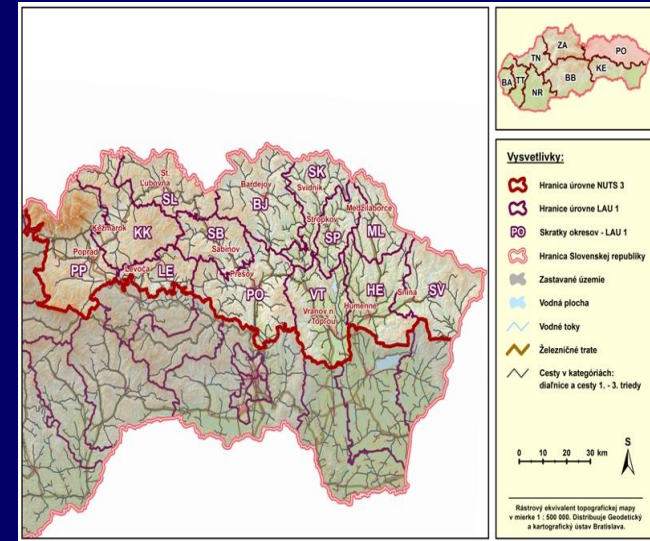 St.
Ľubovňa
SL
Kežmarok
KK
Poprad
PP
Levoča
LE
SB
Sabinov
Bardejov
BJ
Prešov
PO
SK
Svidník
Stropkov
SP
Medzilaborce
ML
VT
Vranov n.
Topľou
HE
Humenné
Snina
SV
ZA
TN
PO
BA
TT
NR
BB
KE
Vysvetlivky:
Hranica úrovne NUTS 3
Hranice úrovne LAU 1
PO Skratky okresov - LAU 1
Hranica Slovenskej republiky
Zastavané územie
Vodná plocha
Vodné toky
Železničné trate
Cesty v kategóriách:
diaľnice a cesty 1. - 3. triedy
S
0 10 20 30 km
Rástrový ekvivalent topografickej mapy
v mierke 1 : 500 000. Distribuuje Geodetický
a kartografický ústav Bratislava.